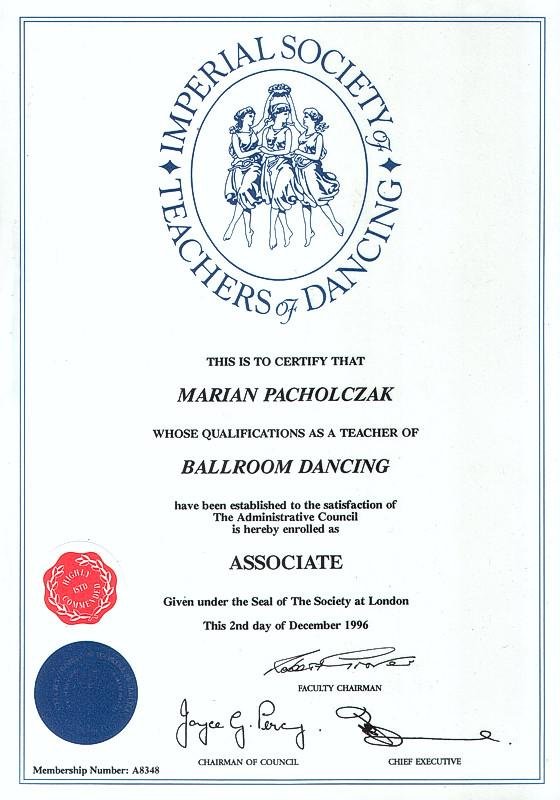 IMPERIAL SOCIETY of
TEACHERS of DANCING
THIS IS TO CERTIFY THAT
MARIAN PACHOLCZAK
WHOSE QUALIFICATIONS AS A TEACHER OF
BALLROOM DANCING
have been established to the satisfaction of
The Administrative Council
is hereby enrolled as
ASSOCIATE
HIGHLY
ISTD
COMMENDED
Given under the Seal of The Society at London
This 2nd day of December 1996
FACULTY CHAIRMAN
Joyce G. Percy.
CHAIRMAN OF COUNCIL
CHIEF EXECUTIVE
Membership Number: A8348